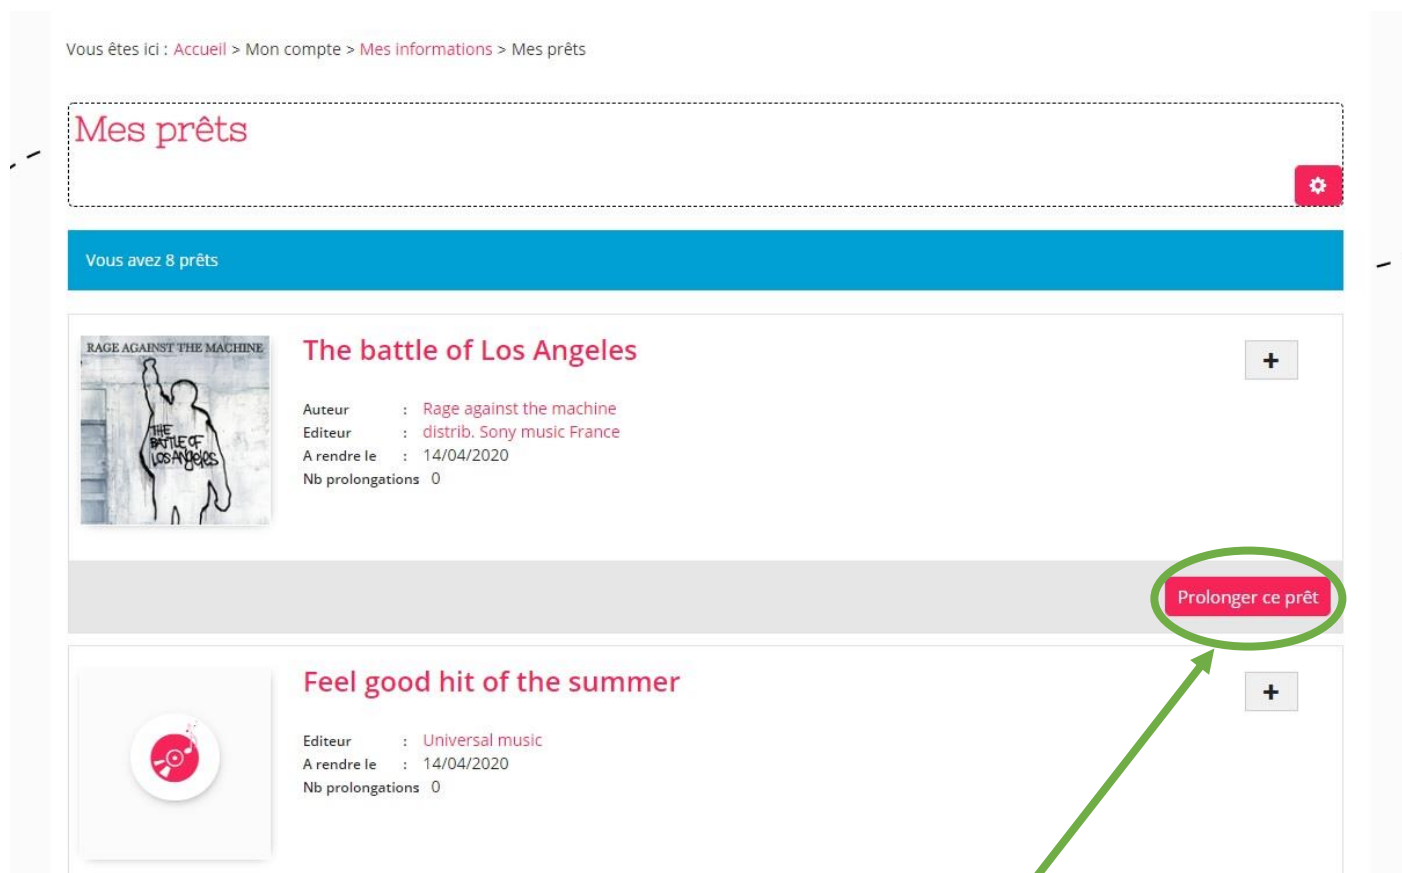 Vous êtes ici : Accueil > Mon compte > Mes informations > Mes prêts
Mes prêts
Vous avez 8 prêts
RAGE AGAINST THE MACHINE
THE
BATTLE OF
LOS ANGELES
The battle of Los Angeles
+
Auteur : Rage against the machine
Editeur : distrib. Sony music France
A rendre le : 14/04/2020
Nb prolongations 0
Prolonger ce prêt
Feel good hit of the summer
+
Editeur : Universal music
A rendre le : 14/04/2020
Nb prolongations 0